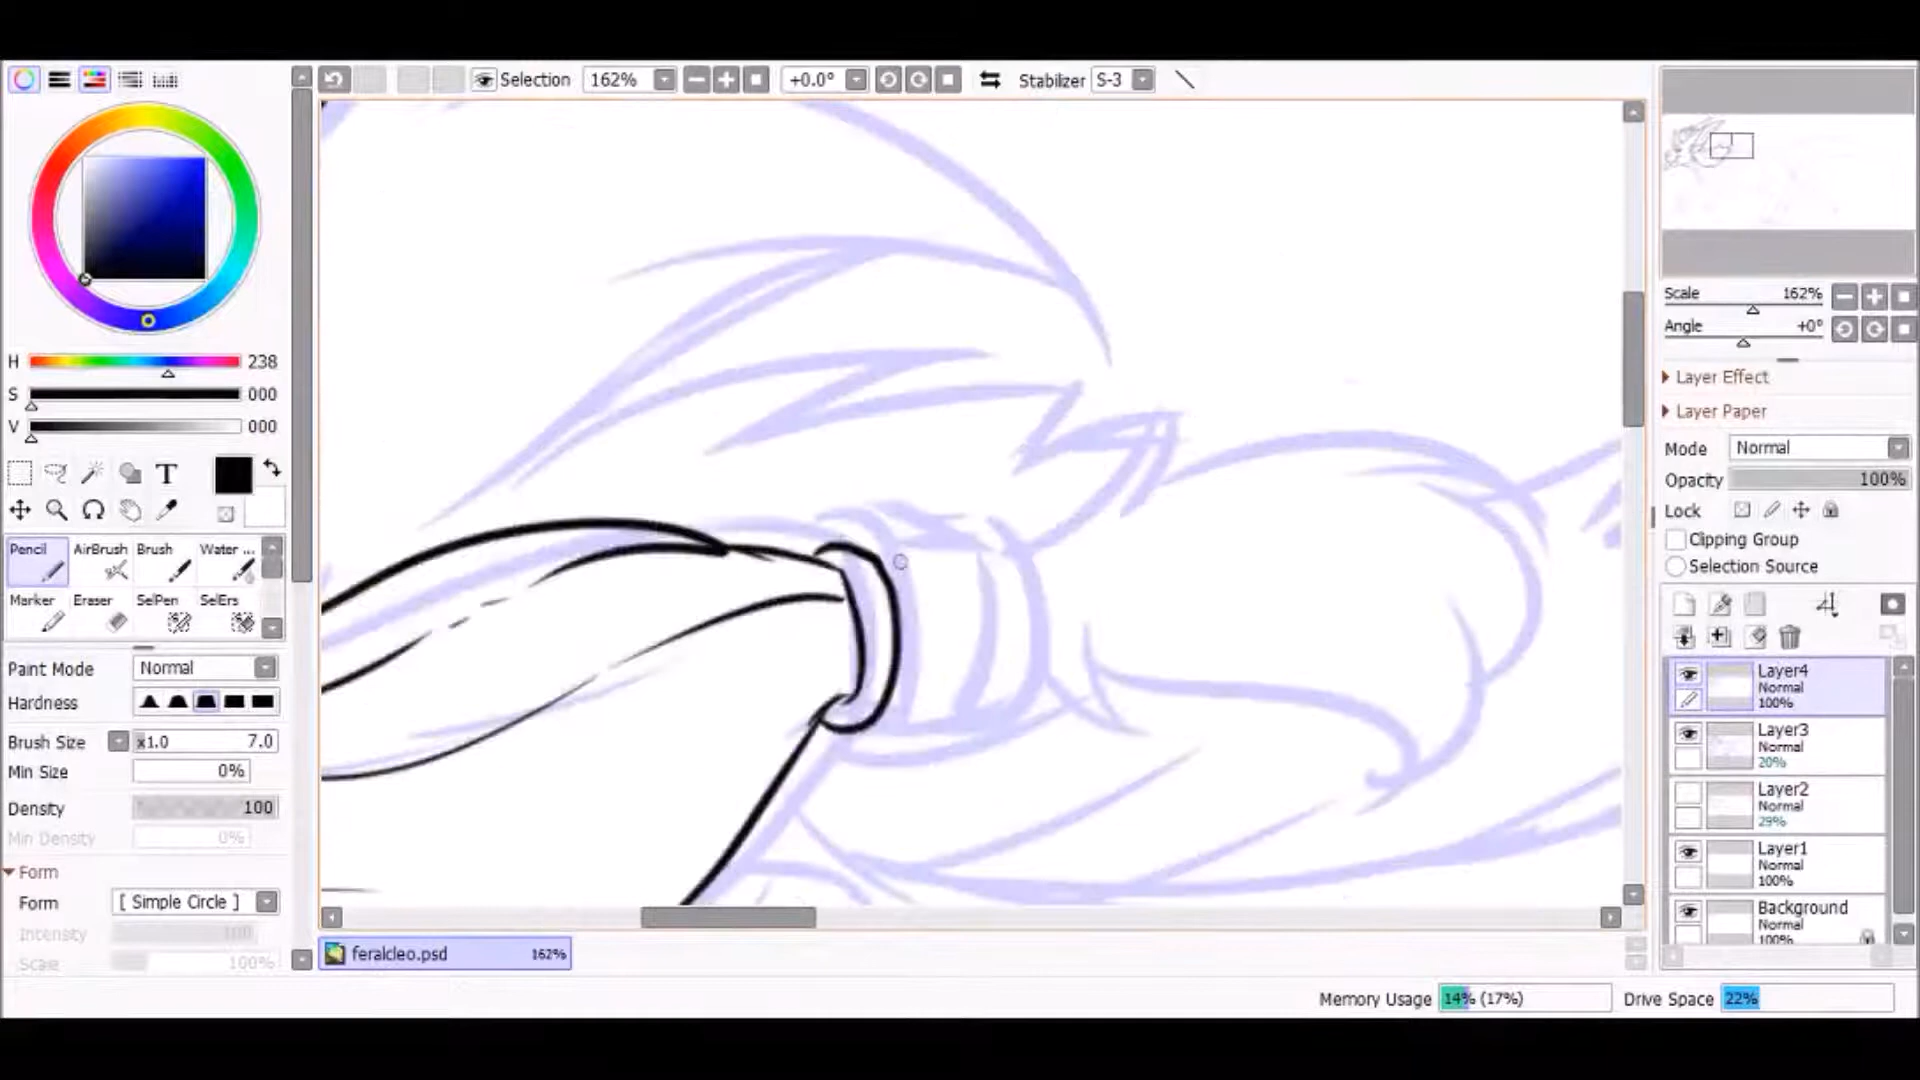 Selection 162% +0.0° Stabilizer S-3
H 238
S 000
V 000
T
Pencil AirBrush Brush Water ...
Marker Eraser SelPen SelErs
Paint Mode Normal
Hardness
Brush Size x1.0 7.0
Min Size 0%
Density 100
Min Density 0%
Form
Form [ Simple Circle ]
Intensity 100
Scale 100%
feralcleo.psd 162%
Scale 162%
Angle +0°
Layer Effect
Layer Paper
Mode Normal
Opacity 100%
Lock
Clipping Group
Selection Source
Layer4
Normal
100%
Layer3
Normal
20%
Layer2
Normal
29%
Layer1
Normal
100%
Background
Normal
100%
Memory Usage 14% (17%) Drive Space 22%